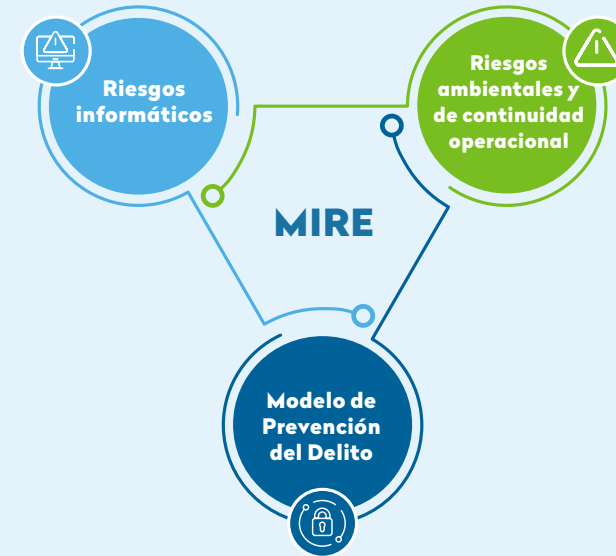 Riesgos
informáticos
Riesgos
ambientales y
de continuidad
operacional
MIRE
Modelo de
Prevención
del Delito